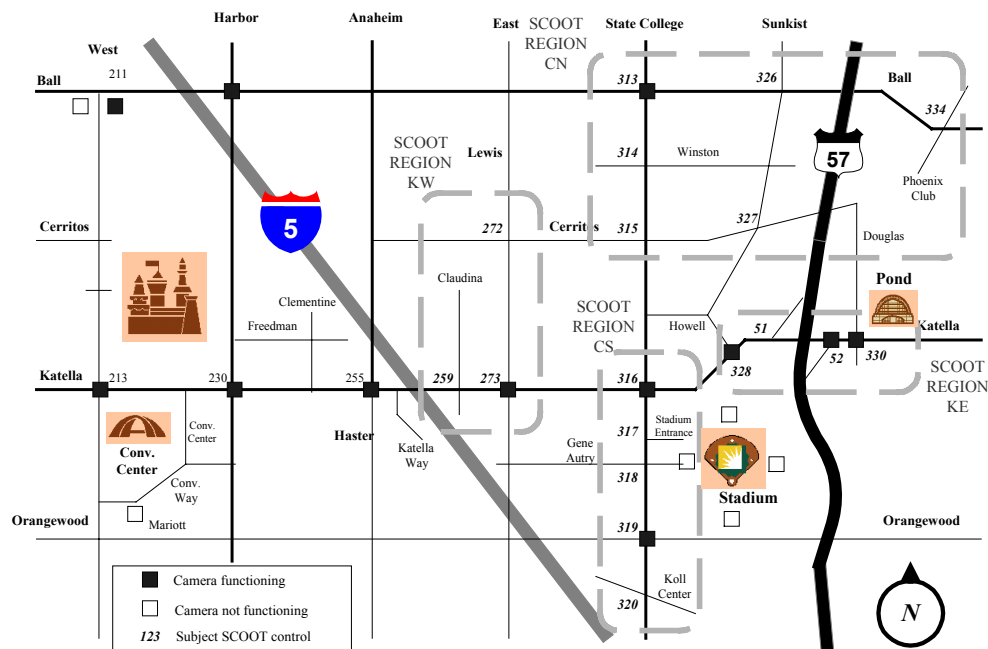 Harbor
Anaheim
East
SCOOT
REGION
CN
State College
Sunkist
West
211
Ball
313
326
Ball
334
SCOOT
REGION
KW
Lewis
314
Winston
57
Phoenix
Club
5
Cerritos
272
Cerritos
315
327
Douglas
Claudina
Clementine
Freedman
SCOOT
REGION
CS
Howell
51
Pond
Katella
52
330
328
SCOOT
REGION
KE
Katella
213
230
255
259
273
316
Conv.
Center
Conv.
Center
Haster
Katella
Way
Gene
Autry
317
Stadium
Entrance
318
Conv.
Way
Stadium
Mariott
Orangewood
319
Orangewood
Koll
Center
320
Camera functioning
Camera not functioning
123 Subject SCOOT control
N